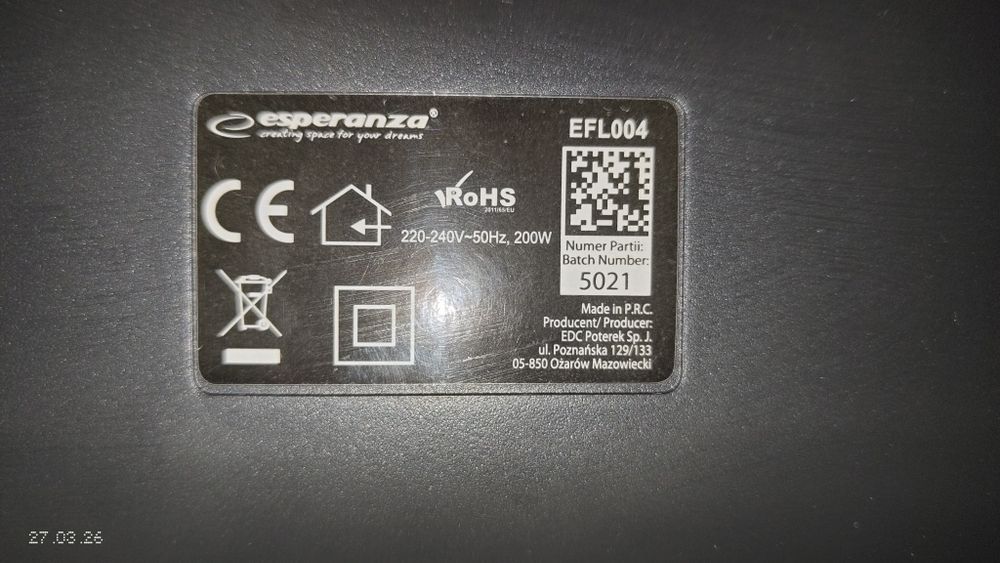 esperanza®
creating space for your dreams
EFL004
CE
RoHS
2011/65/EU
220-240V~50Hz, 200W
Numer Partii:
Batch Number:
5021
Made in P.R.C.
Producent/ Producer:
EDC Poterek Sp. J.
ul. Poznańska 129/133
05-850 Ożarów Mazowiecki
27.03.26